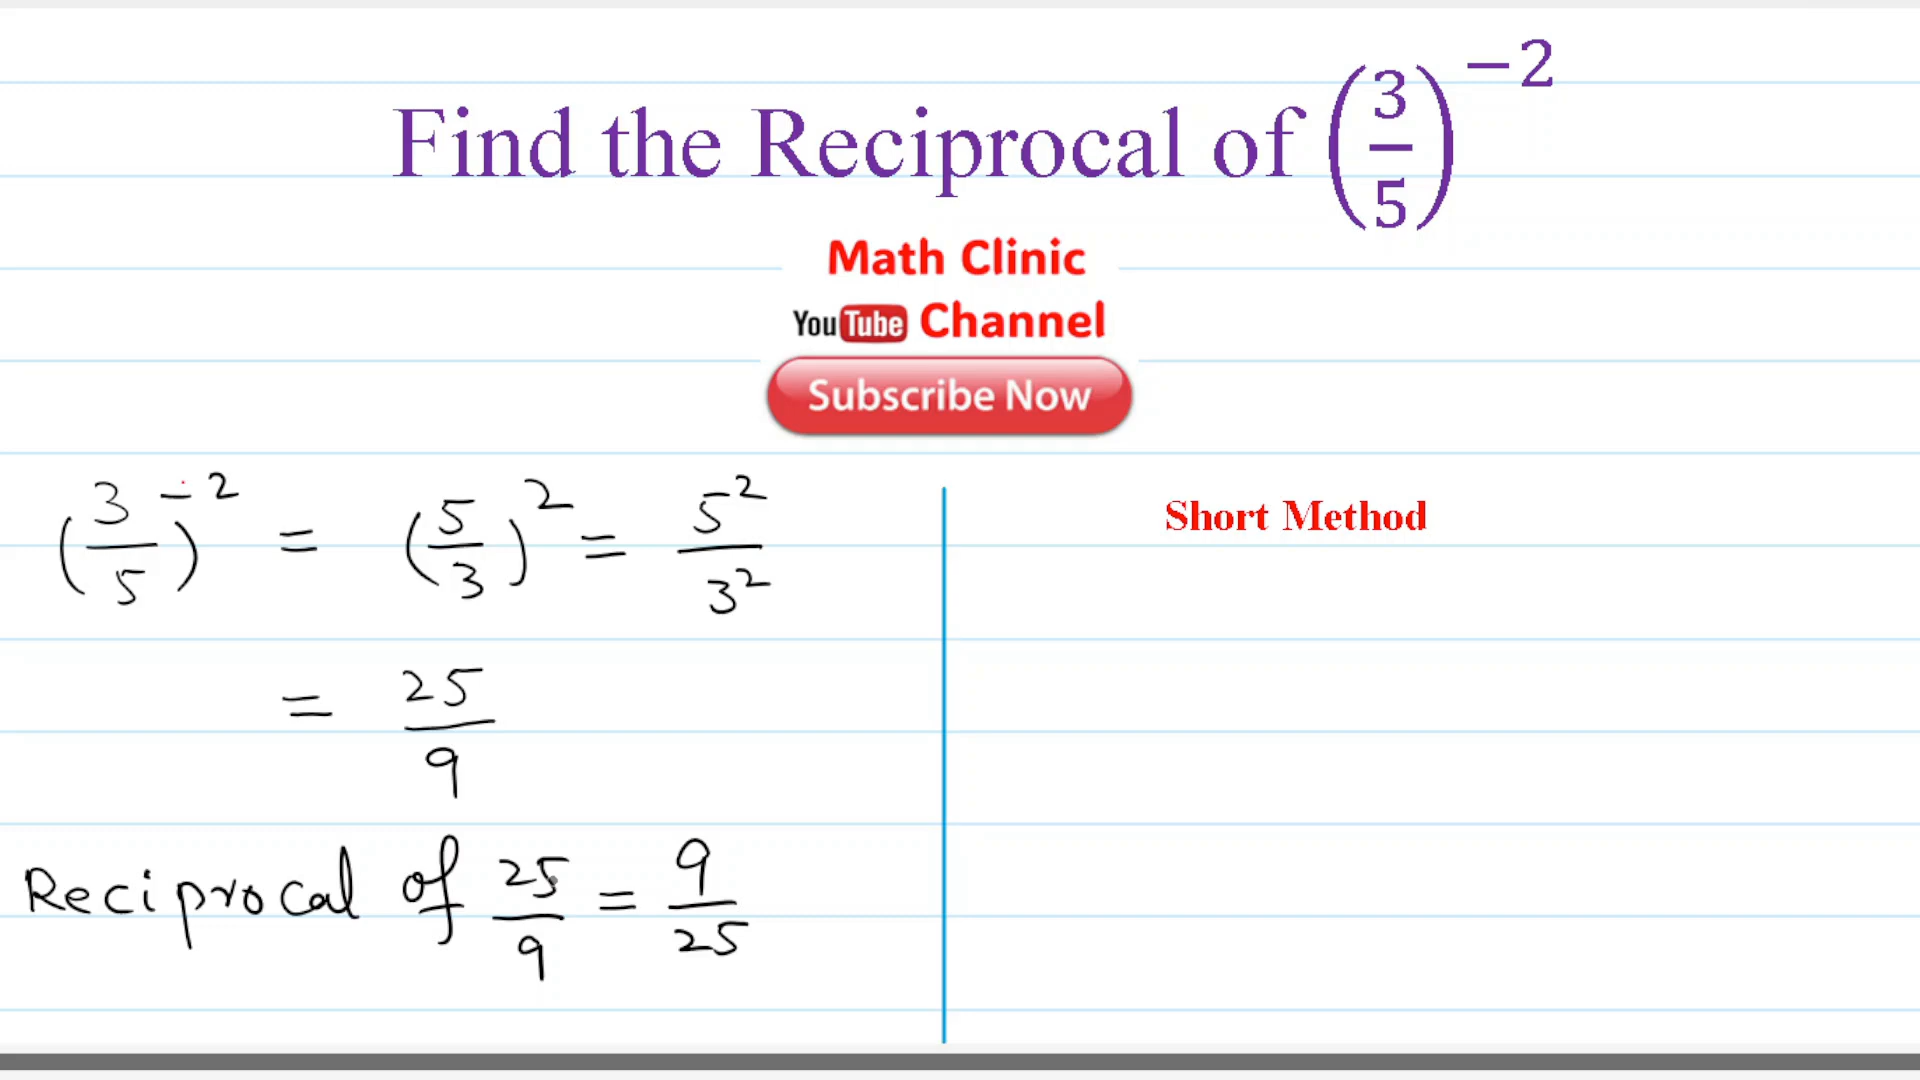 Find the Reciprocal of (3/5)^−2
Math Clinic
YouTube Channel
Subscribe Now
(3/5)^−2 = (5/3)^2 = 5^2/3^2
= 25/9
Reciprocal of 25/9 = 9/25
Short Method